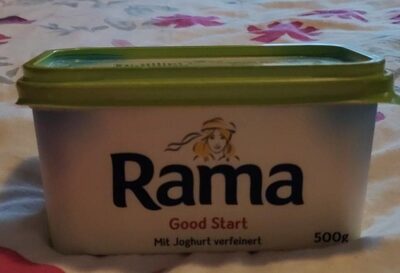 Rama
Good Start
Mit Joghurt verfeinert
500g